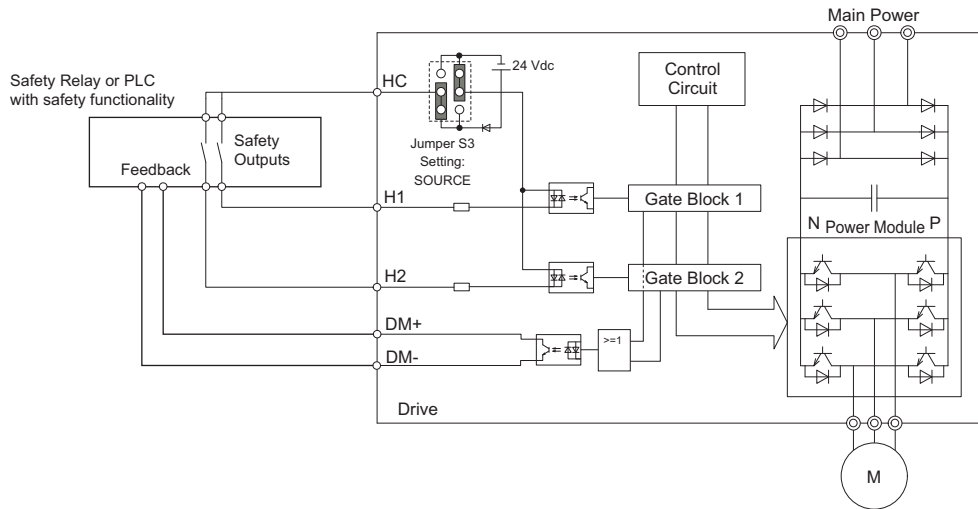 Main Power
Safety Relay or PLC
with safety functionality
HC
24 Vdc
Control
Circuit
Safety
Outputs
Feedback
Jumper S3
Setting:
SOURCE
H1
Gate Block 1
N
P
Power Module
H2
Gate Block 2
DM+
>=1
DM-
Drive
M